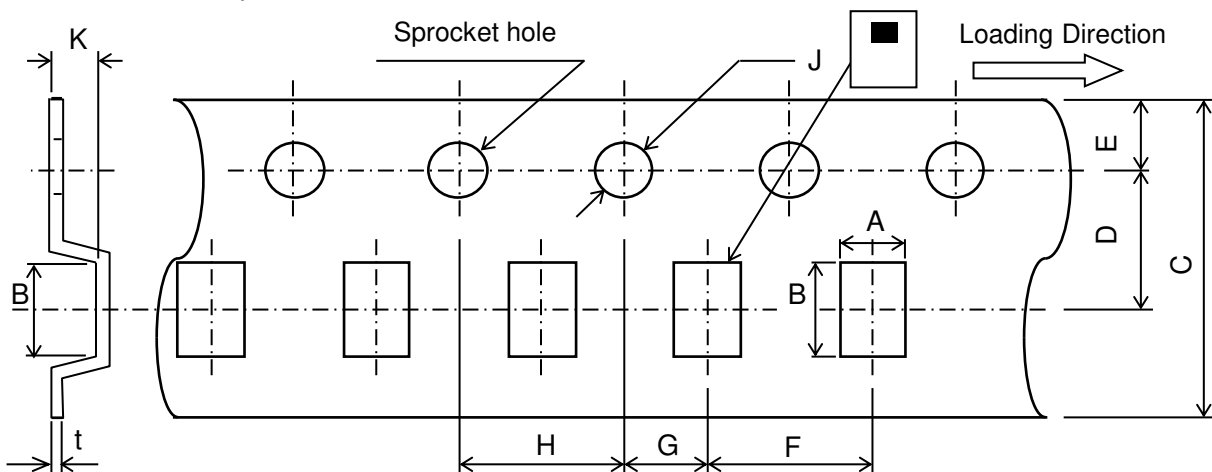 K
Sprocket hole
J
Loading Direction
E
A
D
C
B
B
t
H
G
F